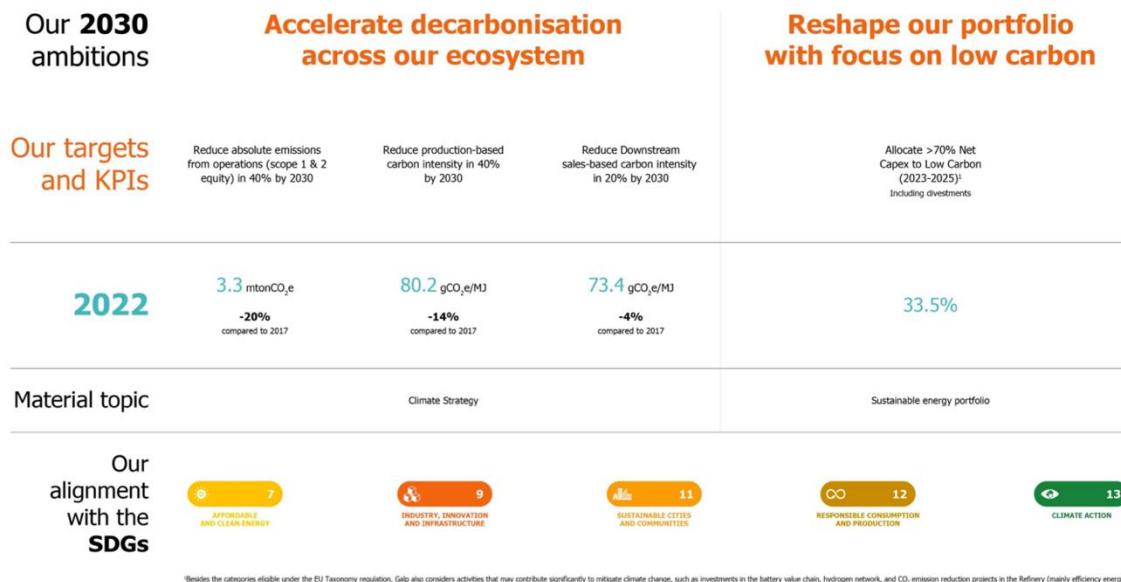 Our 2030
ambitions
Accelerate decarbonisation
across our ecosystem
Reshape our portfolio
with focus on low carbon
Our targets
and KPIs
Reduce absolute emissions
from operations (scope 1 & 2
equity) in 40% by 2030
Reduce production-based
carbon intensity in 40%
by 2030
Reduce Downstream
sales-based carbon intensity
in 20% by 2030
Allocate >70% Net
Capex to Low Carbon
(2023-2025)¹
Including divestments
2022
3.3 mtonCO₂e
-20%
compared to 2017
80.2 gCO₂e/MJ
-14%
compared to 2017
73.4 gCO₂e/MJ
-4%
compared to 2017
33.5%
Material topic
Climate Strategy
Sustainable energy portfolio
Our
alignment
with the
SDGs
7
AFFORDABLE
AND CLEAN ENERGY
9
INDUSTRY, INNOVATION
AND INFRASTRUCTURE
11
SUSTAINABLE CITIES
AND COMMUNITIES
12
RESPONSIBLE CONSUMPTION
AND PRODUCTION
13
CLIMATE ACTION
¹Besides the categories eligible under the EU Taxonomy regulation, Galp also considers activities that may contribute significantly to mitigate climate change, such as investments in the battery value chain, hydrogen network, and CO₂ emission reduction projects in the Refinery (mainly efficiency energy